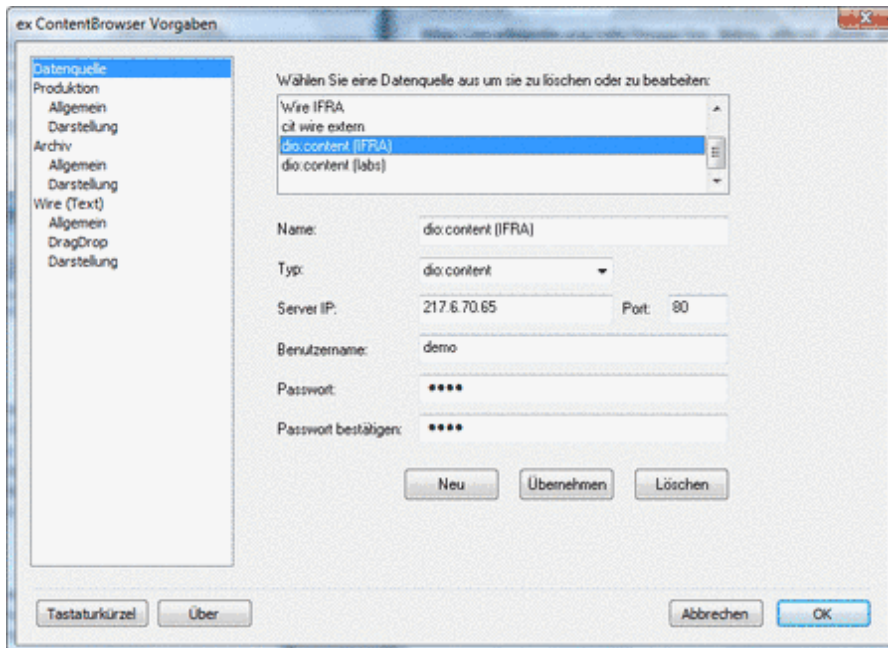 ex ContentBrowser Vorgaben
Datenquelle
Produktion
Allgemein
Darstellung
Archiv
Allgemein
Darstellung
Wire (Text)
Allgemein
DragDrop
Darstellung
Wählen Sie eine Datenquelle aus um sie zu löschen oder zu bearbeiten:
Wire IFRA
cit wire extern
dio:content (IFRA)
dio:content (labs)
Name: dio:content (IFRA)
Typ: dio:content
Server IP: 217.6.70.65 Port: 80
Benutzername: demo
Passwort: ••••
Passwort bestätigen: ••••
Neu Übernehmen Löschen
Tastaturkürzel Über Abbrechen OK